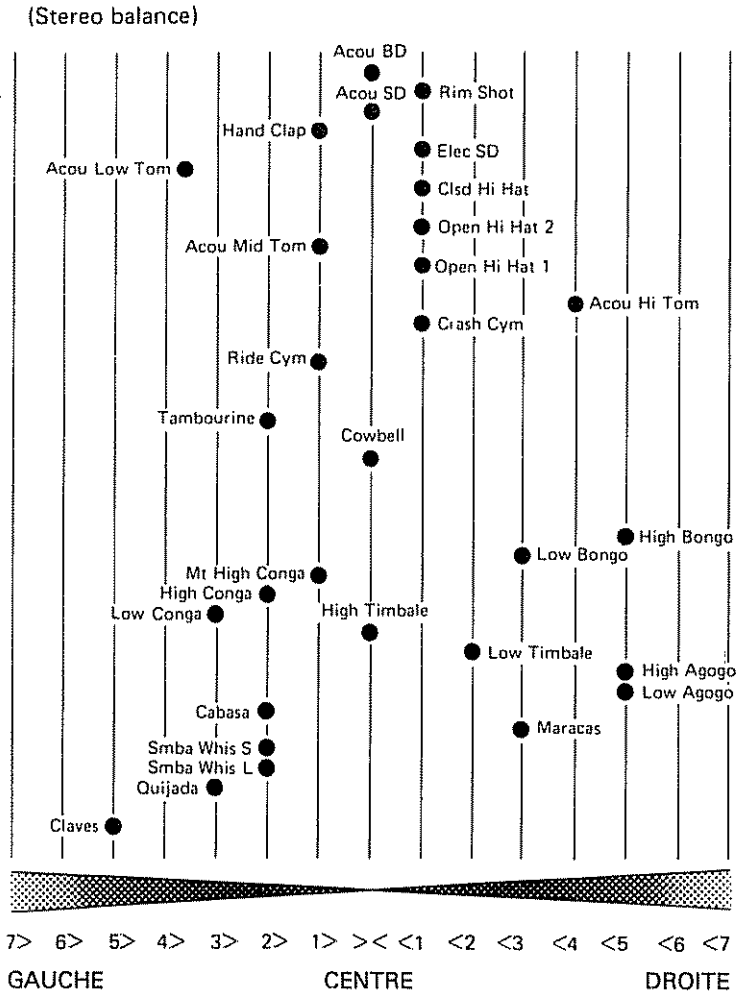 (Stereo balance)
Acou BD
Acou SD
Rim Shot
Hand Clap
Elec SD
Acou Low Tom
Clsd Hi Hat
Open Hi Hat 2
Acou Mid Tom
Open Hi Hat 1
Acou Hi Tom
Crash Cym
Ride Cym
Tambourine
Cowbell
High Bongo
Low Bongo
Mt High Conga
High Conga
Low Conga
High Timbale
Low Timbale
High Agogo
Low Agogo
Cabasa
Maracas
Smba Whis S
Smba Whis L
Quijada
Claves
7> 6> 5> 4> 3> 2> 1> >< <1 <2 <3 <4 <5 <6 <7
GAUCHE CENTRE DROITE